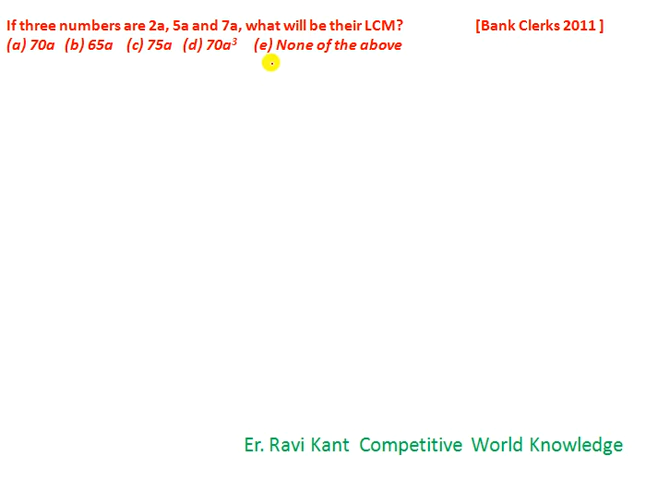 If three numbers are 2a, 5a and 7a, what will be their LCM? [Bank Clerks 2011 ]
(a) 70a (b) 65a (c) 75a (d) 70a³ (e) None of the above
Er. Ravi Kant Competitive World Knowledge